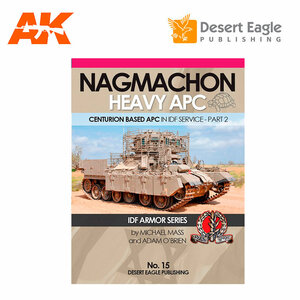 AK
Desert Eagle
PUBLISHING
NAGMACHON
HEAVY APC
CENTURION BASED APC IN IDF SERVICE - PART 2
IDF ARMOR SERIES
by MICHAEL MASS
and ADAM O'BRIEN
No. 15
DESERT EAGLE PUBLISHING